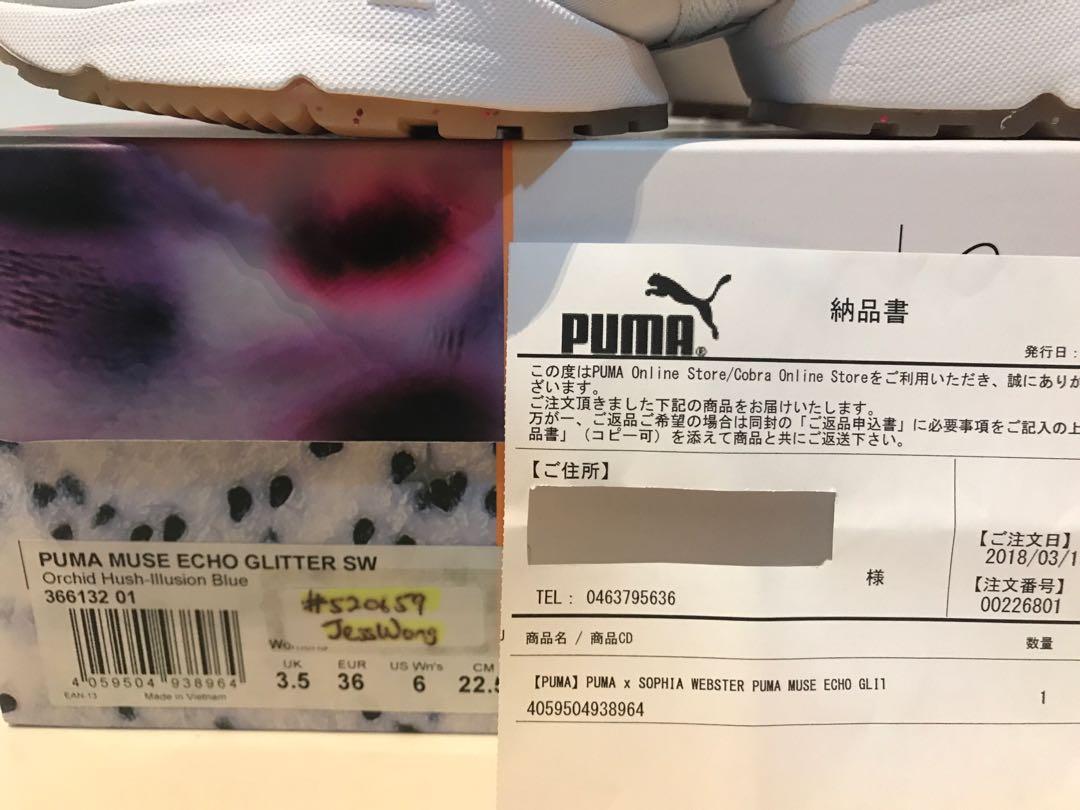 PUMA MUSE ECHO GLITTER SW
Orchid Hush-Illusion Blue
366132 01
#520659
JessWong
4 059504 938964
EAN-13
Made in Vietnam
UK
3.5
EUR
36
US Wn's
6
CM
22.5
PUMA
納品書
発行日:
この度はPUMA Online Store/Cobra Online Storeをご利用いただき、誠にありが
ざいます。
ご注文頂きました下記の商品をお届けいたします。
万が一、ご返品ご希望の場合は同封の「ご返品申込書」に必要事項をご記入の上
品書」(コピー可)を添えて商品と共にご返送下さい。
【ご住所】
様
TEL: 0463795636
【ご注文日】
2018/03/1
【注文番号】
00226801
商品名 / 商品CD
数量
【PUMA】PUMA x SOPHIA WEBSTER PUMA MUSE ECHO GLI1
1
4059504938964